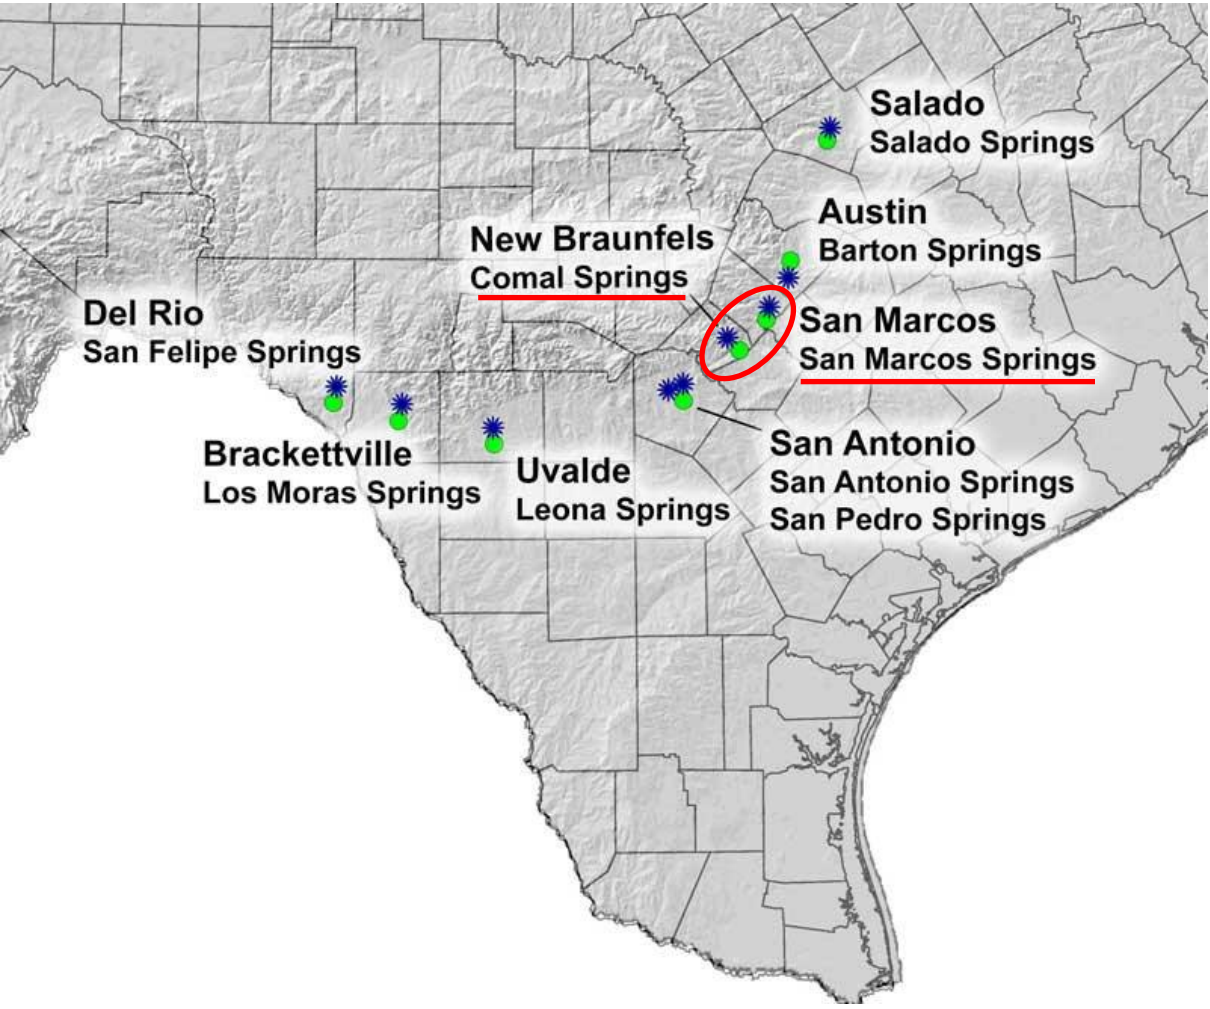 Salado
Salado Springs
Austin
Barton Springs
New Braunfels
Comal Springs
Del Rio
San Felipe Springs
San Marcos
San Marcos Springs
Brackettville
Los Moras Springs
Uvalde
Leona Springs
San Antonio
San Antonio Springs
San Pedro Springs